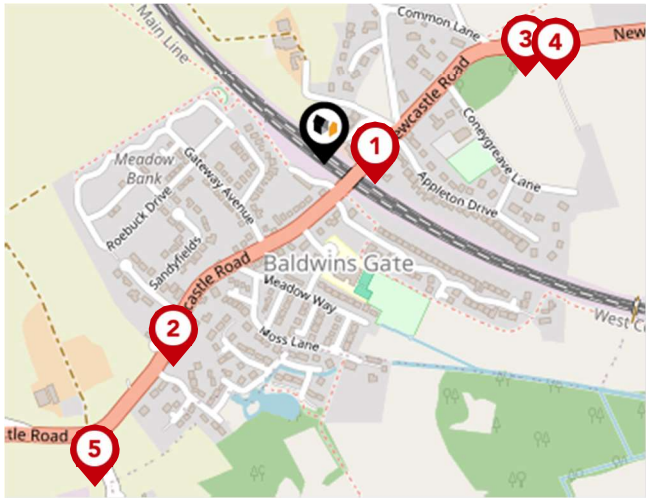 Main Line
Common Lane
3
4
New
Newcastle Road
1
Coneygreave Lane
Meadow
Bank
Gateway Avenue
Appleton Drive
Roebuck Drive
Sandyfields
castle Road
Baldwins Gate
Meadow Way
2
Moss Lane
West C
tle Road
5